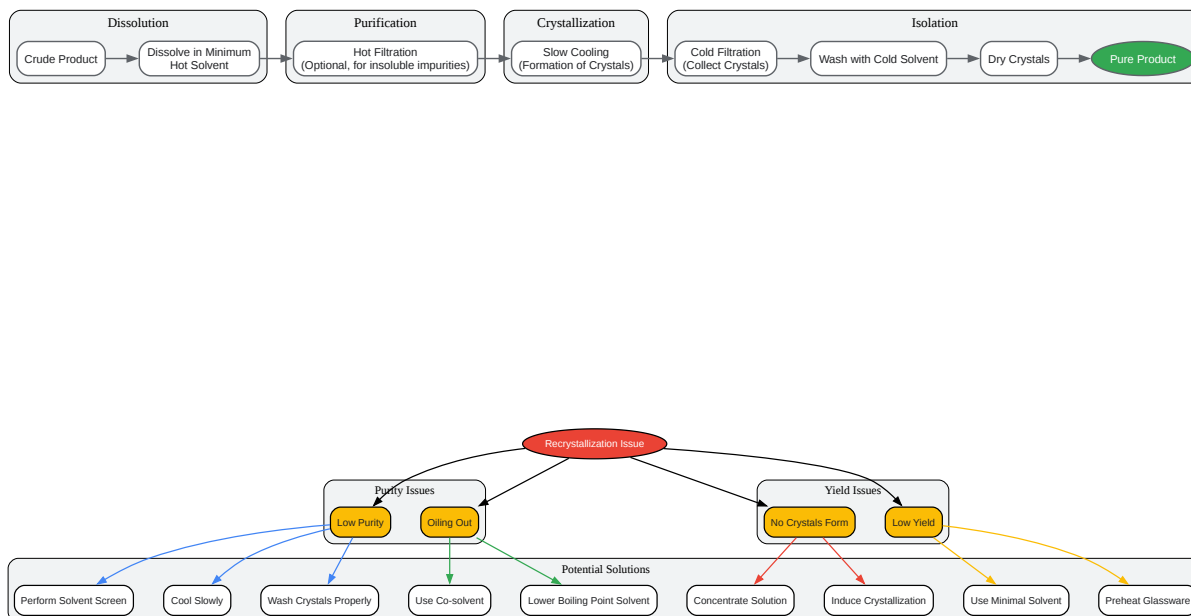 Dissolution
Purification
Crystallization
Isolation
Crude Product
Dissolve in Minimum
Hot Solvent
Hot Filtration
(Optional, for insoluble impurities)
Slow Cooling
(Formation of Crystals)
Cold Filtration
(Collect Crystals)
Wash with Cold Solvent
Dry Crystals
Pure Product
Recrystallization Issue
Purity Issues
Yield Issues
Low Purity
Oiling Out
No Crystals Form
Low Yield
Potential Solutions
Perform Solvent Screen
Cool Slowly
Wash Crystals Properly
Use Co-solvent
Lower Boiling Point Solvent
Concentrate Solution
Induce Crystallization
Use Minimal Solvent
Preheat Glassware